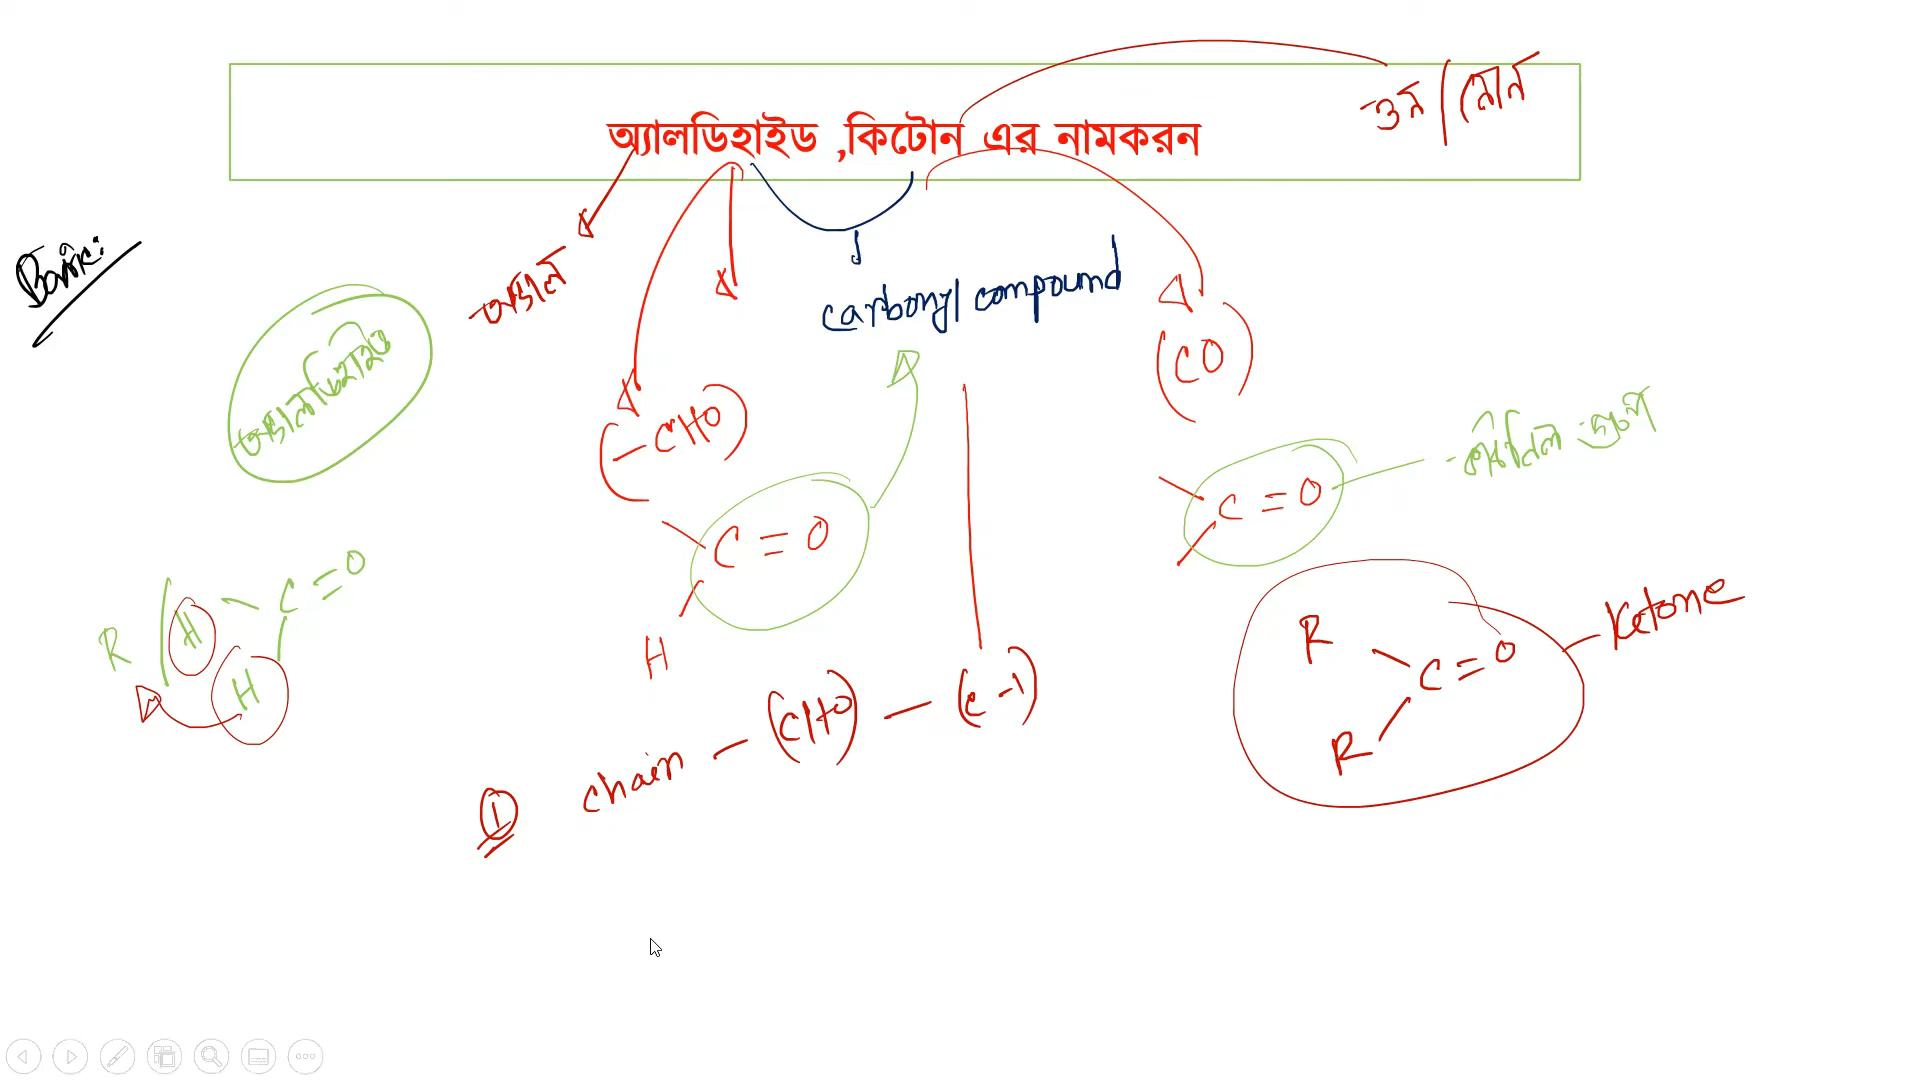 অ্যালডিহাইড ,কিটোন এর নামকরন
ওন / নোন
Basic:
অ্যাল
carbonyl compound
অ্যালডিহাইড
(CO)
(-CHO)
C = O
H
C = O
কার্বনিল গ্রুপ
R H - C = O
H
R
C = O
R
Ketone
① chain - (CHO) - (c-1)